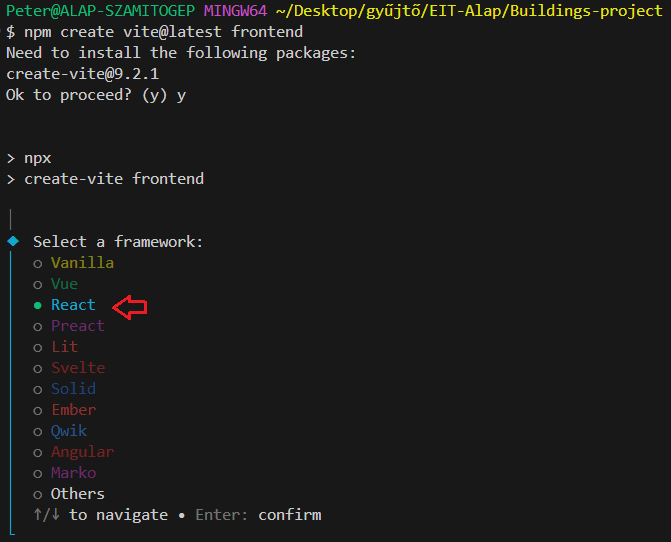 Peter@ALAP-SZAMITOGEP MINGW64 ~/Desktop/gyűjtő/EIT-Alap/Buildings-project
$ npm create vite@latest frontend
Need to install the following packages:
create-vite@9.2.1
Ok to proceed? (y) y
> npx
> create-vite frontend
Select a framework:
Vanilla
Vue
React
Preact
Lit
Svelte
Solid
Ember
Qwik
Angular
Marko
Others
↑/↓ to navigate • Enter: confirm